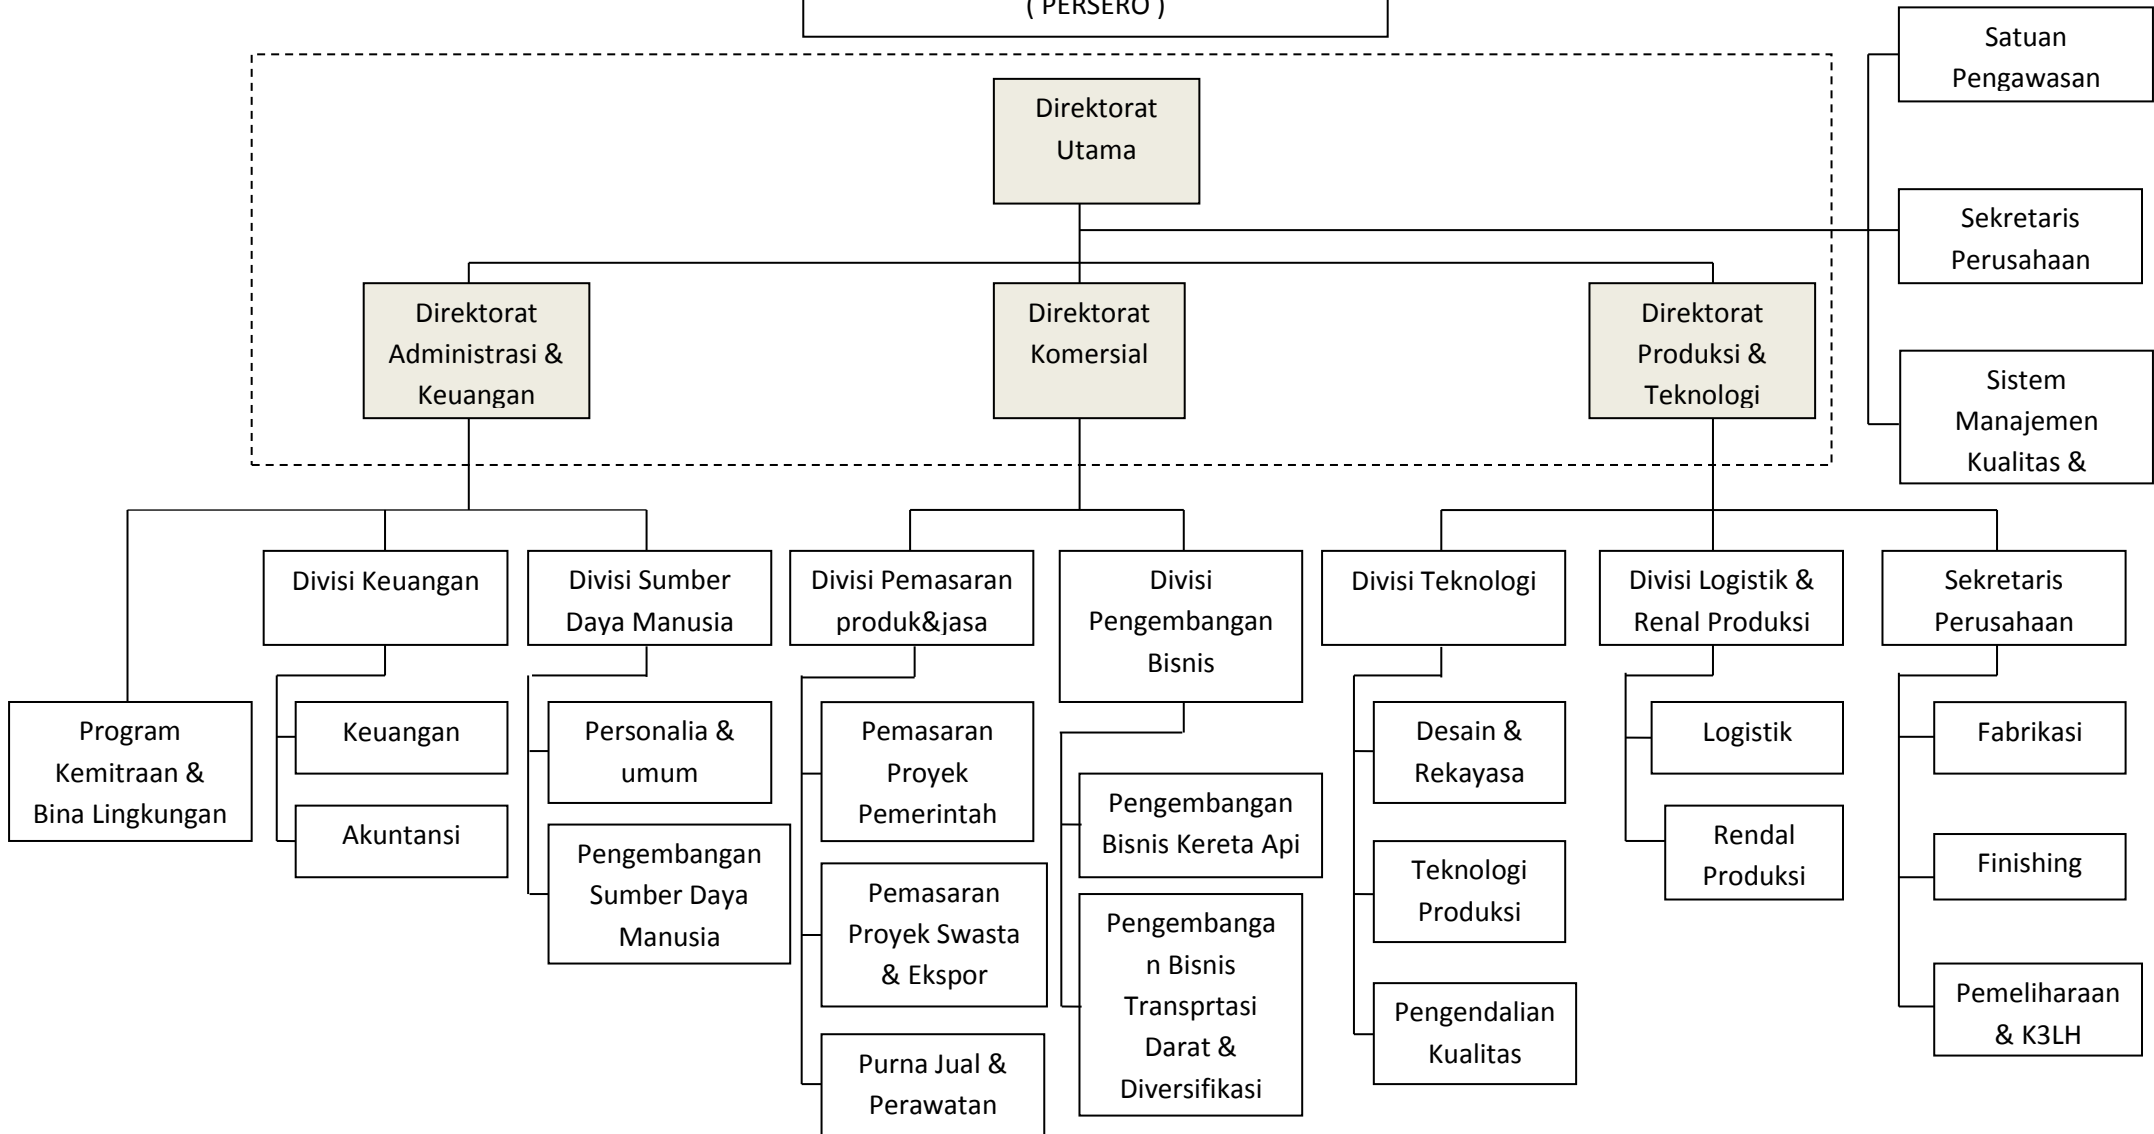 ( PERSERO )
Satuan
Pengawasan
Direktorat
Utama
Sekretaris
Perusahaan
Direktorat
Administrasi &
Keuangan
Direktorat
Komersial
Direktorat
Produksi &
Teknologi
Sistem
Manajemen
Kualitas &
Divisi Keuangan
Divisi Sumber
Daya Manusia
Divisi Pemasaran
produk&jasa
Divisi
Pengembangan
Bisnis
Divisi Teknologi
Divisi Logistik &
Renal Produksi
Sekretaris
Perusahaan
Program
Kemitraan &
Bina Lingkungan
Keuangan
Akuntansi
Personalia &
umum
Pengembangan
Sumber Daya
Manusia
Pemasaran
Proyek
Pemerintah
Pemasaran
Proyek Swasta
& Ekspor
Purna Jual &
Perawatan
Pengembangan
Bisnis Kereta Api
Pengembanga
n Bisnis
Transprtasi
Darat &
Diversifikasi
Desain &
Rekayasa
Teknologi
Produksi
Pengendalian
Kualitas
Logistik
Rendal
Produksi
Fabrikasi
Finishing
Pemeliharaan
& K3LH